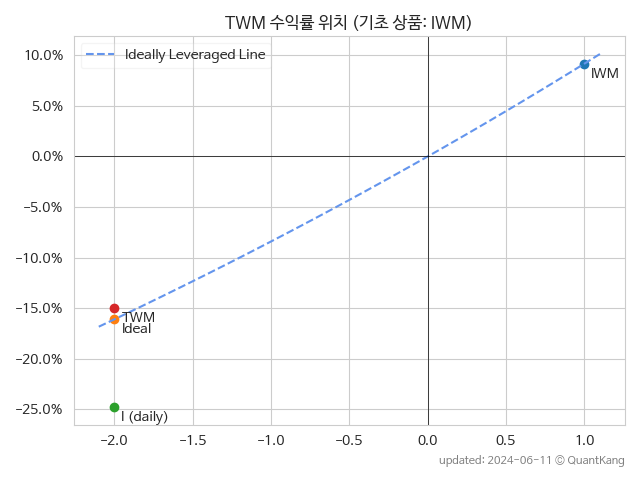 TWM 수익률 위치 (기초 상품: IWM)
Ideally Leveraged Line
10.0%
5.0%
0.0%
−5.0%
−10.0%
−15.0%
−20.0%
−25.0%
IWM
TWM
Ideal
I (daily)
−2.0 −1.5 −1.0 −0.5 0.0 0.5 1.0
updated: 2024-06-11 © QuantKang